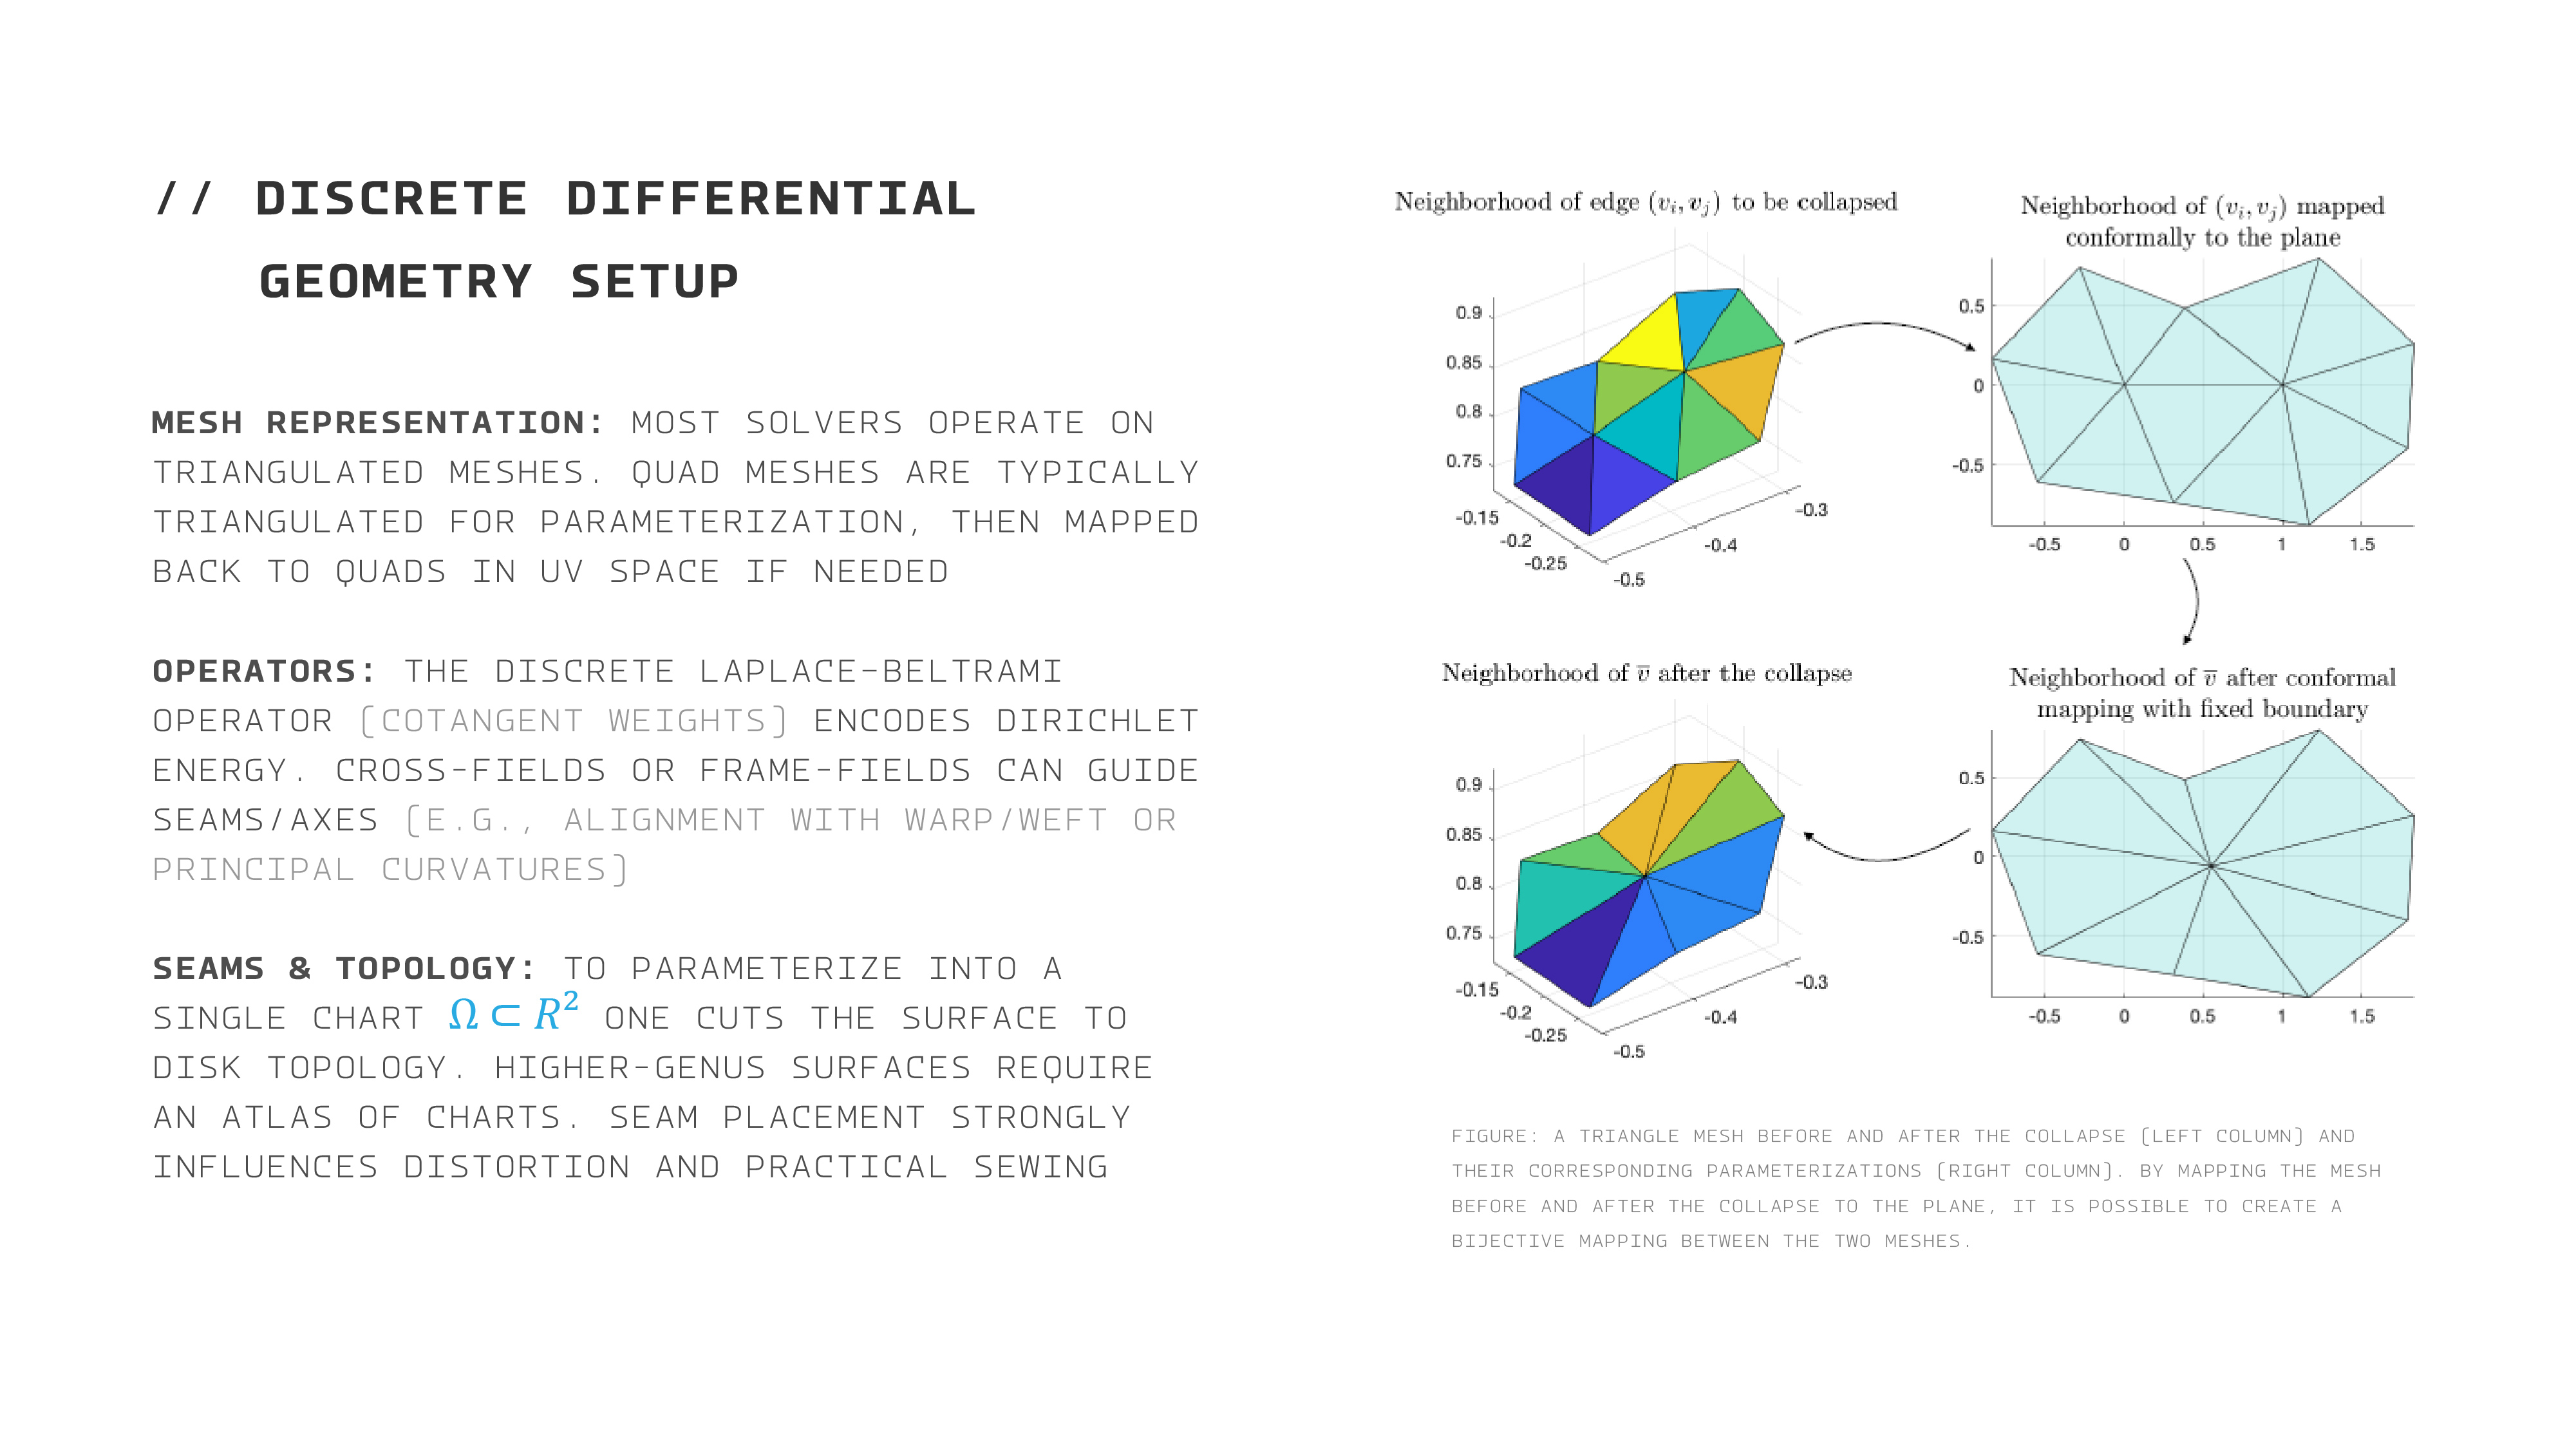 // DISCRETE DIFFERENTIAL
GEOMETRY SETUP
MESH REPRESENTATION: MOST SOLVERS OPERATE ON
TRIANGULATED MESHES. QUAD MESHES ARE TYPICALLY
TRIANGULATED FOR PARAMETERIZATION, THEN MAPPED
BACK TO QUADS IN UV SPACE IF NEEDED
OPERATORS: THE DISCRETE LAPLACE-BELTRAMI
OPERATOR (COTANGENT WEIGHTS) ENCODES DIRICHLET
ENERGY. CROSS-FIELDS OR FRAME-FIELDS CAN GUIDE
SEAMS/AXES (E.G., ALIGNMENT WITH WARP/WEFT OR
PRINCIPAL CURVATURES)
SEAMS & TOPOLOGY: TO PARAMETERIZE INTO A
SINGLE CHART Ω ⊂ R² ONE CUTS THE SURFACE TO
DISK TOPOLOGY. HIGHER-GENUS SURFACES REQUIRE
AN ATLAS OF CHARTS. SEAM PLACEMENT STRONGLY
INFLUENCES DISTORTION AND PRACTICAL SEWING
Neighborhood of edge (vᵢ, vⱼ) to be collapsed
0.9
0.85
0.8
0.75
-0.15
-0.2
-0.25
-0.5
-0.4
-0.3
Neighborhood of (vᵢ, vⱼ) mapped
conformally to the plane
0.5
0
-0.5
-0.5 0 0.5 1 1.5
Neighborhood of v̅ after the collapse
0.9
0.85
0.8
0.75
-0.15
-0.2
-0.25
-0.5
-0.4
-0.3
Neighborhood of v̅ after conformal
mapping with fixed boundary
0.5
0
-0.5
-0.5 0 0.5 1 1.5
FIGURE: A TRIANGLE MESH BEFORE AND AFTER THE COLLAPSE (LEFT COLUMN) AND
THEIR CORRESPONDING PARAMETERIZATIONS (RIGHT COLUMN). BY MAPPING THE MESH
BEFORE AND AFTER THE COLLAPSE TO THE PLANE, IT IS POSSIBLE TO CREATE A
BIJECTIVE MAPPING BETWEEN THE TWO MESHES.